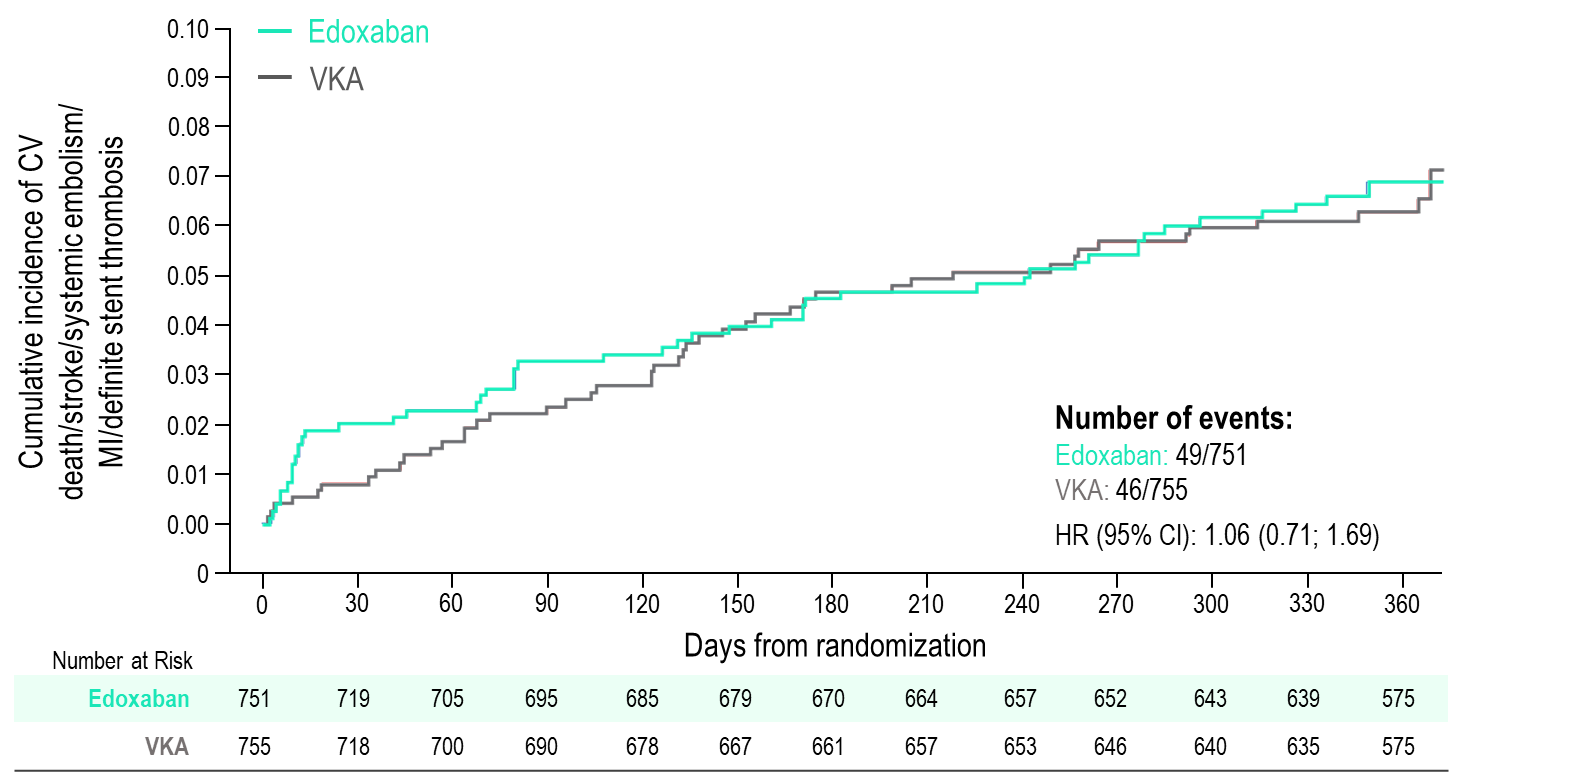 Edoxaban
VKA
Cumulative incidence of CV
death/stroke/systemic embolism/
MI/definite stent thrombosis
0.10
0.09
0.08
0.07
0.06
0.05
0.04
0.03
0.02
0.01
0.00
0
Number of events:
Edoxaban: 49/751
VKA: 46/755
HR (95% CI): 1.06 (0.71; 1.69)
0 30 60 90 120 150 180 210 240 270 300 330 360
Days from randomization
Number at Risk
Edoxaban 751 719 705 695 685 679 670 664 657 652 643 639 575
VKA 755 718 700 690 678 667 661 657 653 646 640 635 575